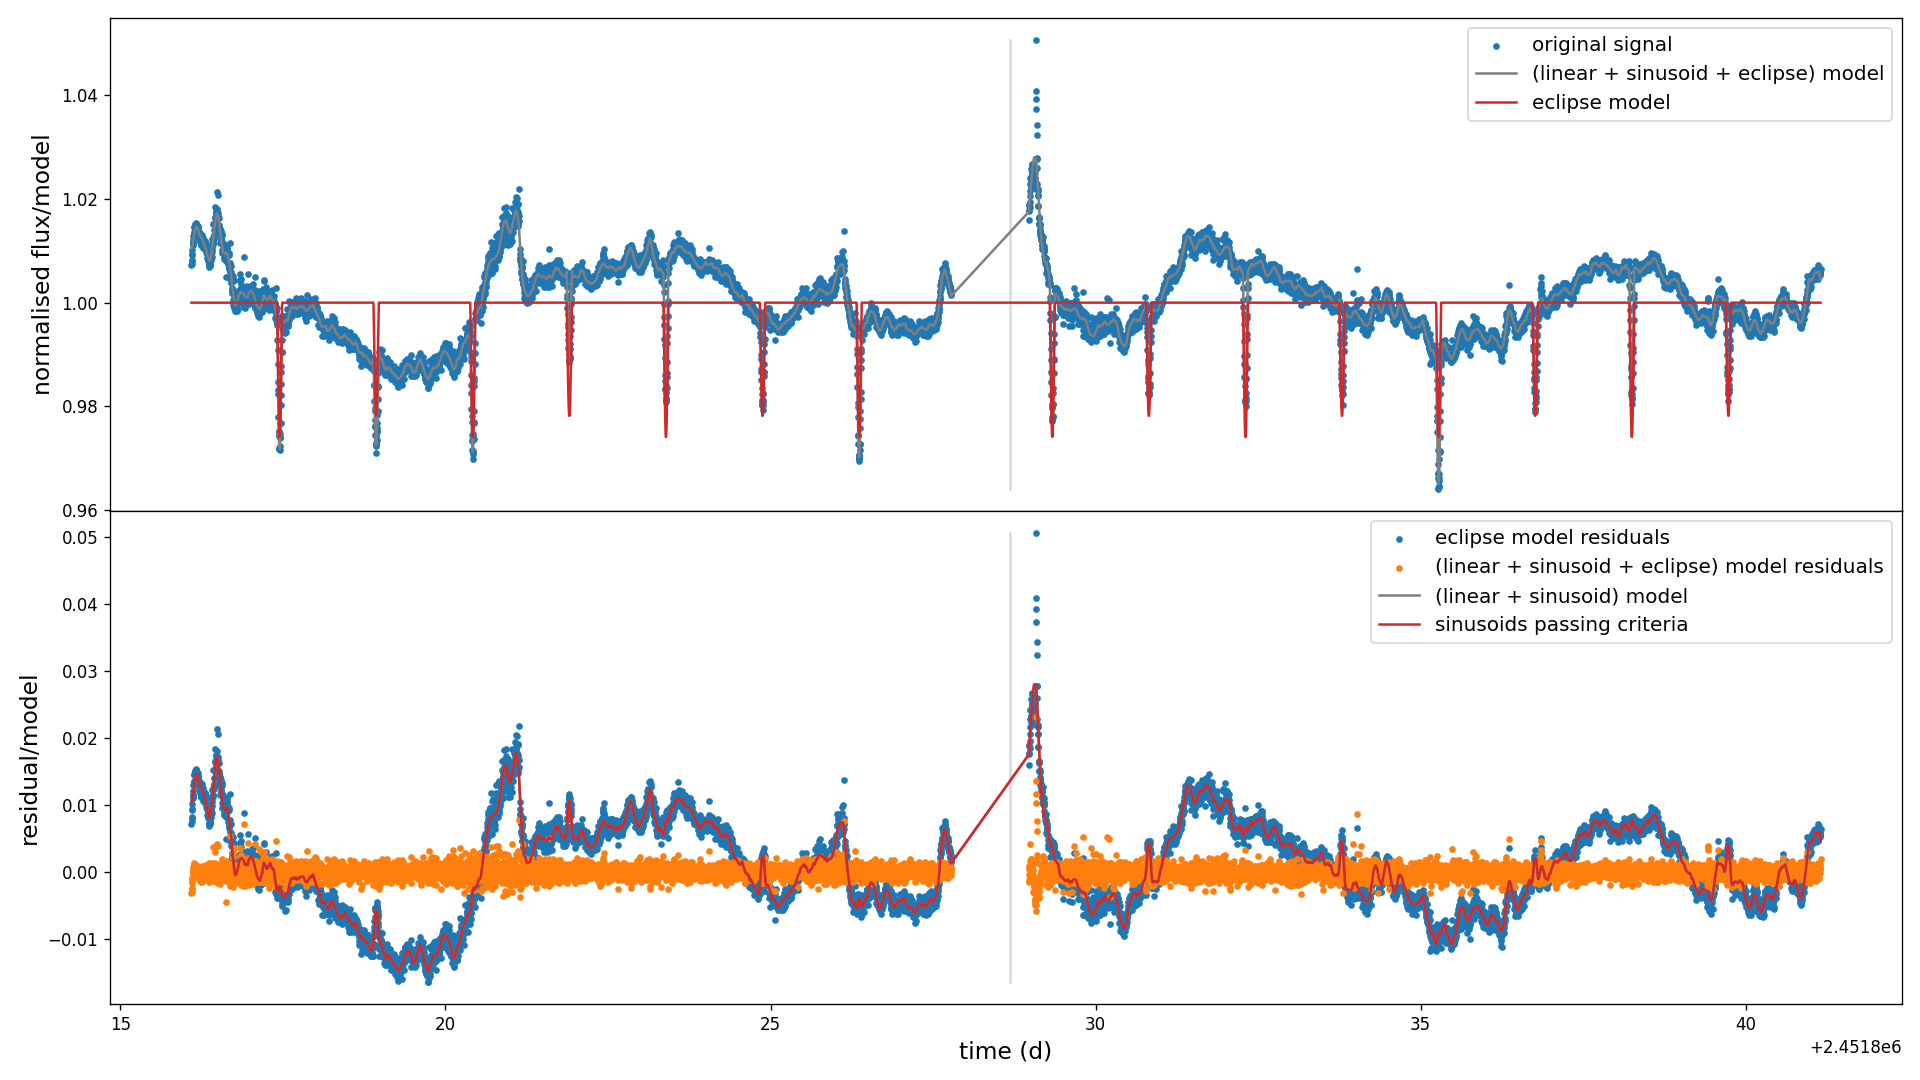 original signal
(linear + sinusoid + eclipse) model
eclipse model
normalised flux/model
1.04
1.02
1.00
0.98
0.96
eclipse model residuals
(linear + sinusoid + eclipse) model residuals
(linear + sinusoid) model
sinusoids passing criteria
residual/model
0.05
0.04
0.03
0.02
0.01
0.00
−0.01
15 20 25 30 35 40
time (d)
+2.4518e6